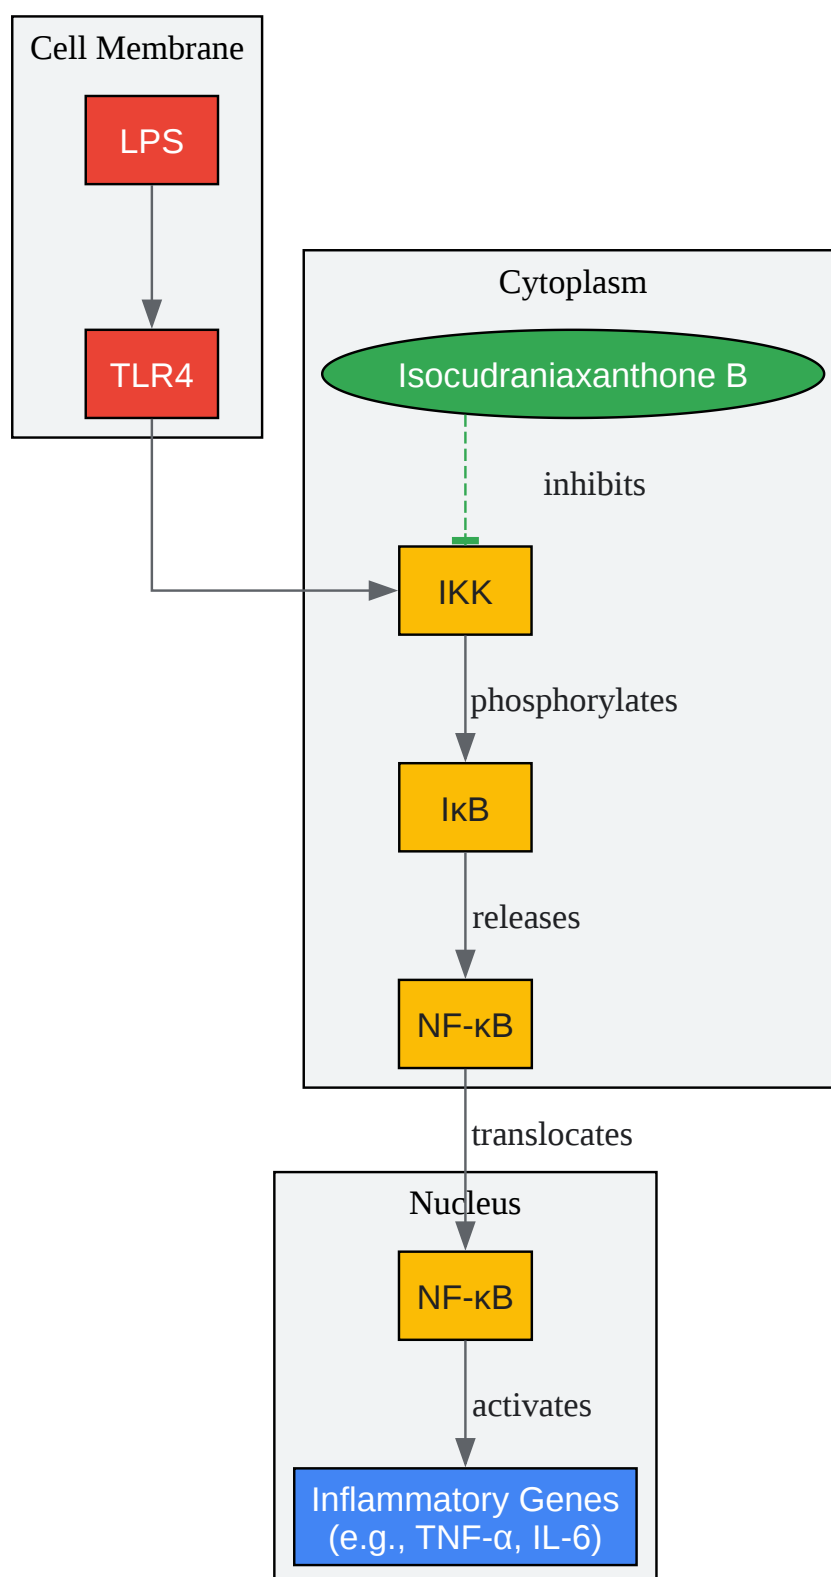 Cell Membrane
LPS
TLR4
Cytoplasm
Isocudraniaxanthone B
inhibits
IKK
phosphorylates
IκB
releases
NF-κB
translocates
Nucleus
NF-κB
activates
Inflammatory Genes
(e.g., TNF-α, IL-6)